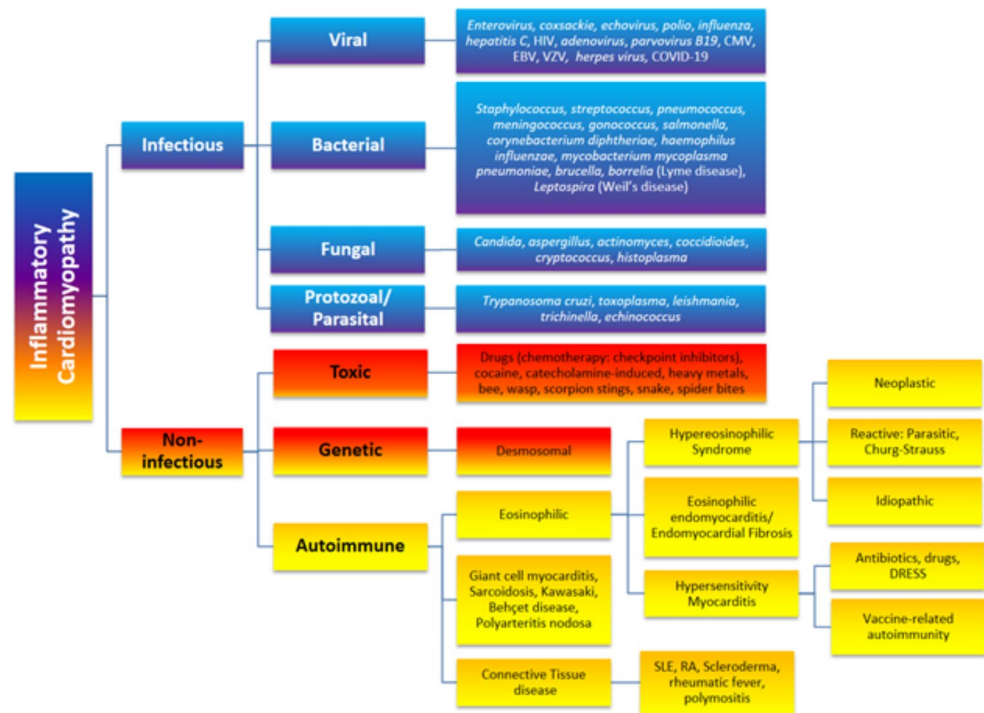 Inflammatory
Cardiomyopathy
Infectious
Viral
Enterovirus, coxsackie, echovirus, polio, influenza,
hepatitis C, HIV, adenovirus, parvovirus B19, CMV,
EBV, VZV, herpes virus, COVID-19
Bacterial
Staphylococcus, streptococcus, pneumococcus,
meningococcus, gonococcus, salmonella,
corynebacterium diphtheriae, haemophilus
influenzae, mycobacterium mycoplasma
pneumoniae, brucella, borrelia (Lyme disease),
Leptospira (Weil's disease)
Fungal
Candida, aspergillus, actinomyces, coccidioides,
cryptococcus, histoplasma
Protozoal/
Parasital
Trypanosoma cruzi, toxoplasma, leishmania,
trichinella, echinococcus
Non-
infectious
Toxic
Drugs (chemotherapy: checkpoint inhibitors),
cocaine, catecholamine-induced, heavy metals,
bee, wasp, scorpion stings, snake, spider bites
Genetic
Desmosomal
Autoimmune
Eosinophilic
Hypereosinophilic
Syndrome
Neoplastic
Reactive: Parasitic,
Churg-Strauss
Idiopathic
Eosinophilic
endomyocarditis/
Endomyocardial Fibrosis
Hypersensitivity
Myocarditis
Antibiotics, drugs,
DRESS
Vaccine-related
autoimmunity
Giant cell myocarditis,
Sarcoidosis, Kawasaki,
Behçet disease,
Polyarteritis nodosa
Connective Tissue
disease
SLE, RA, Scleroderma,
rheumatic fever,
polymositis